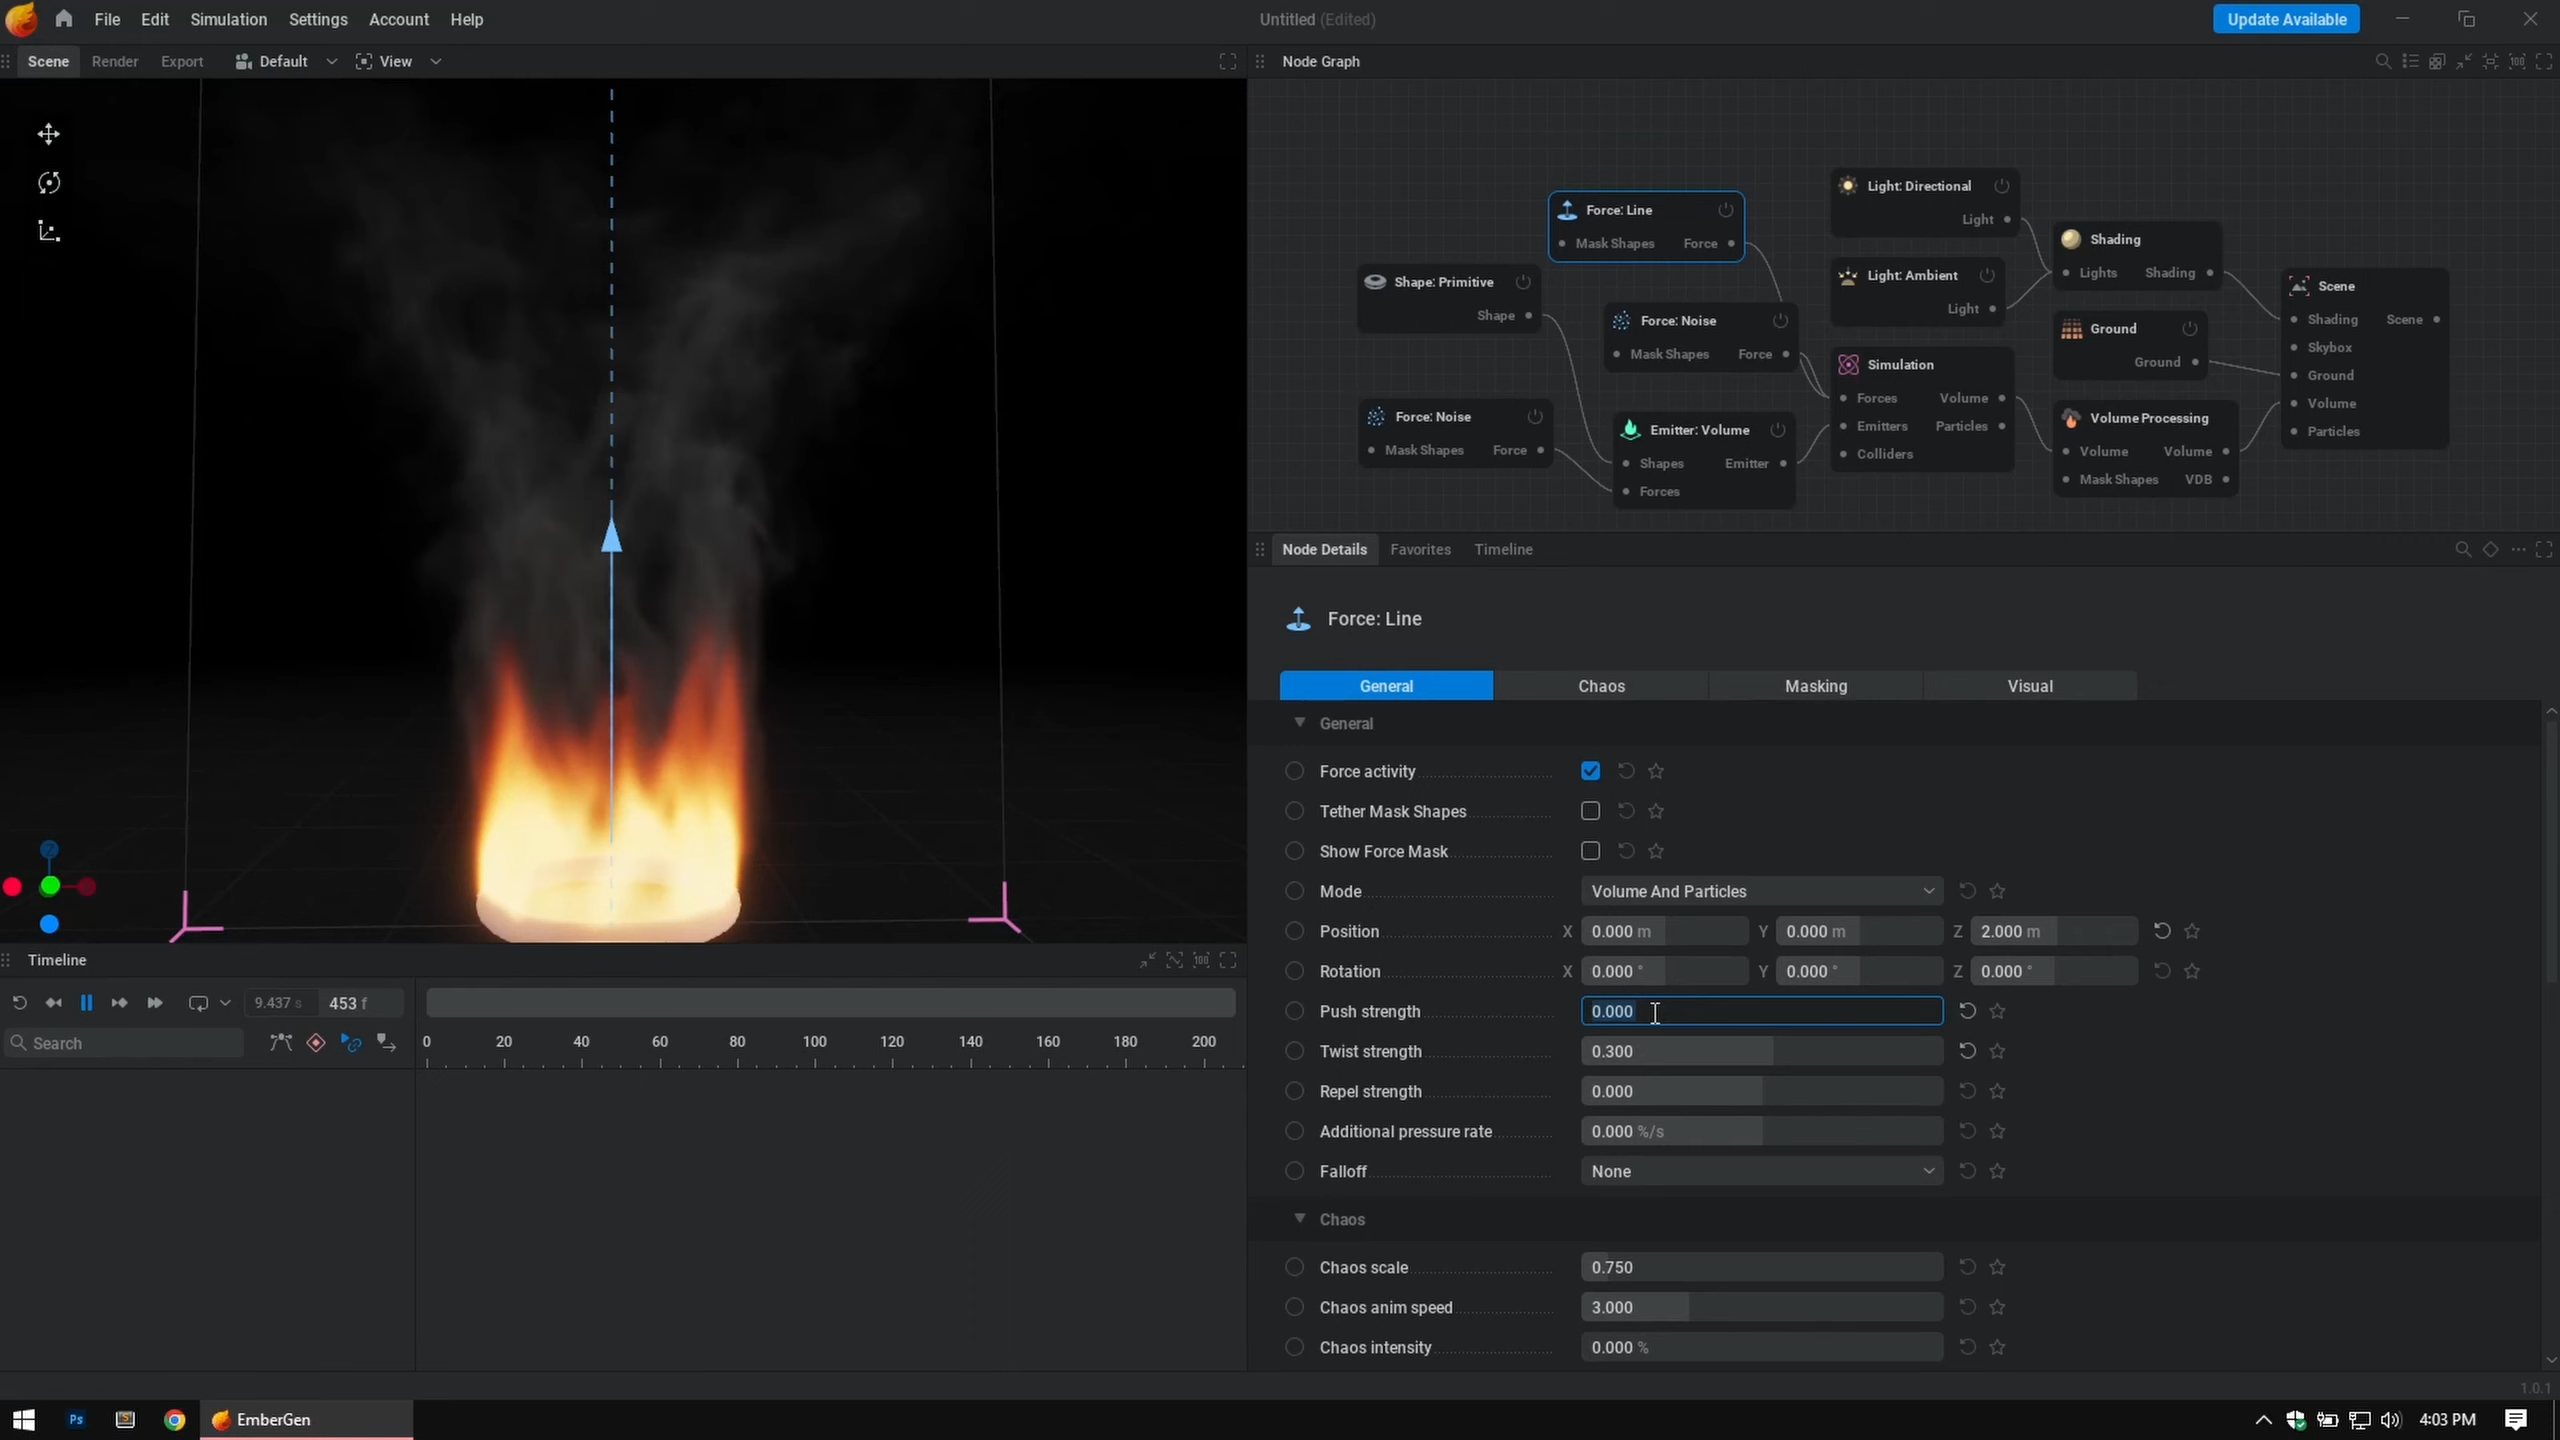 File Edit Simulation Settings Account Help
Untitled (Edited)
Update Available
Scene Render Export Default View
Node Graph
Force: Line
Mask Shapes Force
Shape: Primitive
Shape
Force: Noise
Mask Shapes Force
Force: Noise
Mask Shapes Force
Emitter: Volume
Shapes Emitter
Forces
Light: Directional
Light
Light: Ambient
Light
Simulation
Forces Volume
Emitters Particles
Colliders
Shading
Lights Shading
Ground
Ground
Volume Processing
Volume Volume
Mask Shapes VDB
Scene
Shading Scene
Skybox
Ground
Volume
Particles
Node Details Favorites Timeline
Force: Line
General Chaos Masking Visual
General
Force activity
Tether Mask Shapes
Show Force Mask
Mode Volume And Particles
Position X 0.000 m Y 0.000 m Z 2.000 m
Rotation X 0.000 ° Y 0.000 ° Z 0.000 °
Push strength 0.000
Twist strength 0.300
Repel strength 0.000
Additional pressure rate 0.000 %/s
Falloff None
Chaos
Chaos scale 0.750
Chaos anim speed 3.000
Chaos intensity 0.000 %
Z
Timeline
9.437 s 453 f
Search
0 20 40 60 80 100 120 140 160 180 200
1.0.1
Ps
S
EmberGen
4:03 PM